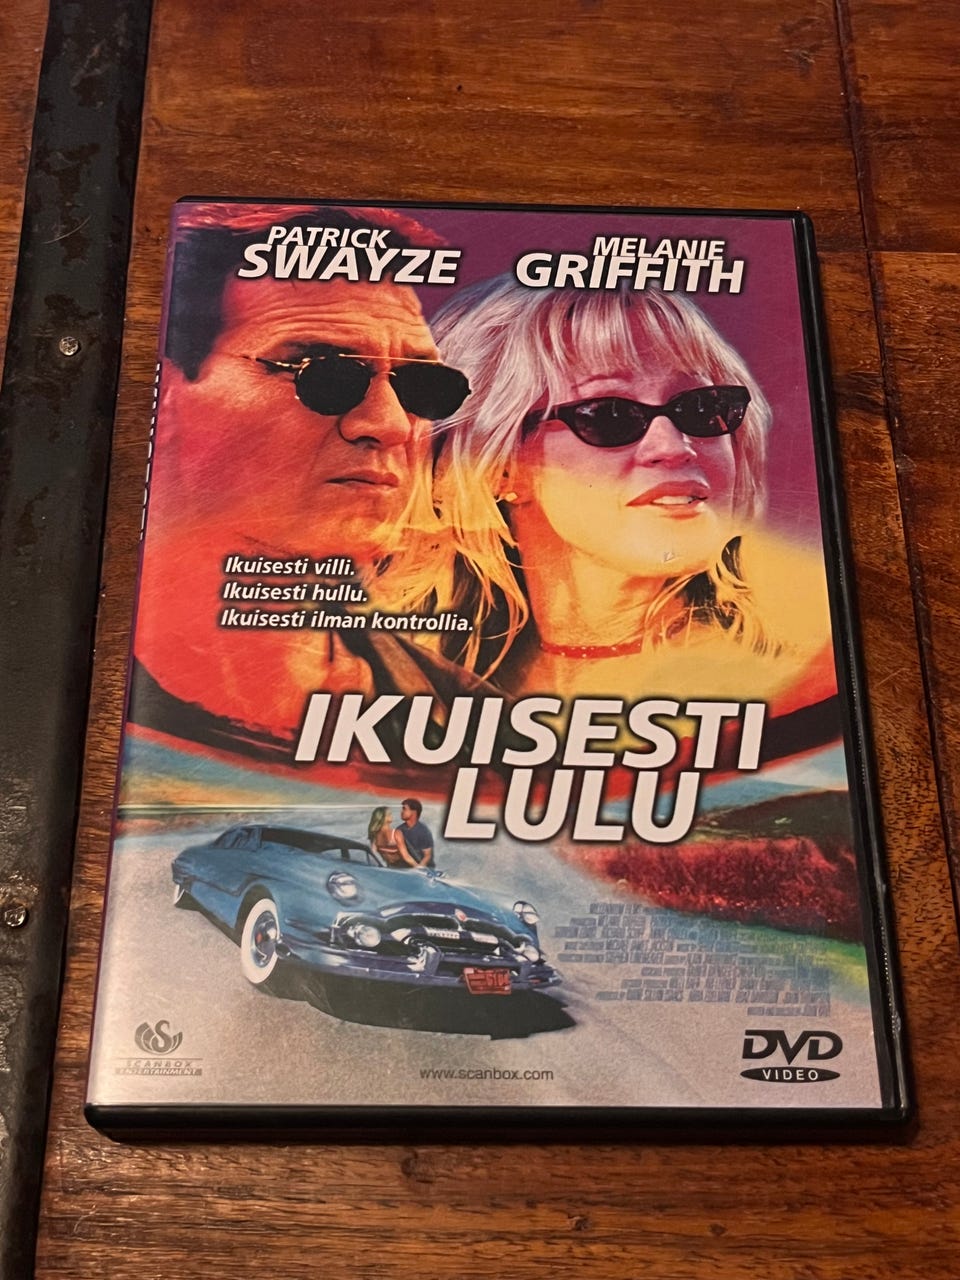 PATRICK
SWAYZE
MELANIE
GRIFFITH
Ikuisesti villi.
Ikuisesti hullu.
Ikuisesti ilman kontrollia.
IKUISESTI
LULU
SCANBOX
ENTERTAINMENT
www.scanbox.com
DVD
VIDEO